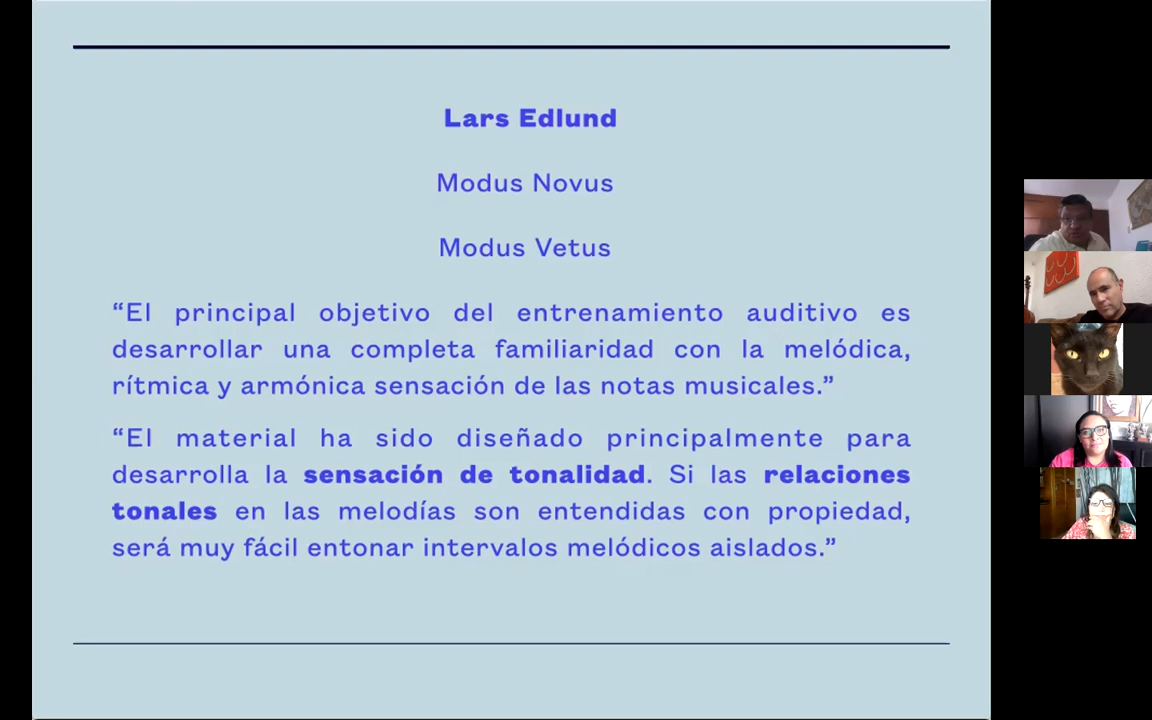 Lars Edlund
Modus Novus
Modus Vetus
“El principal objetivo del entrenamiento auditivo es
desarrollar una completa familiaridad con la melódica,
rítmica y armónica sensación de las notas musicales.”
“El material ha sido diseñado principalmente para
desarrolla la sensación de tonalidad. Si las relaciones
tonales en las melodías son entendidas con propiedad,
será muy fácil entonar intervalos melódicos aislados.”